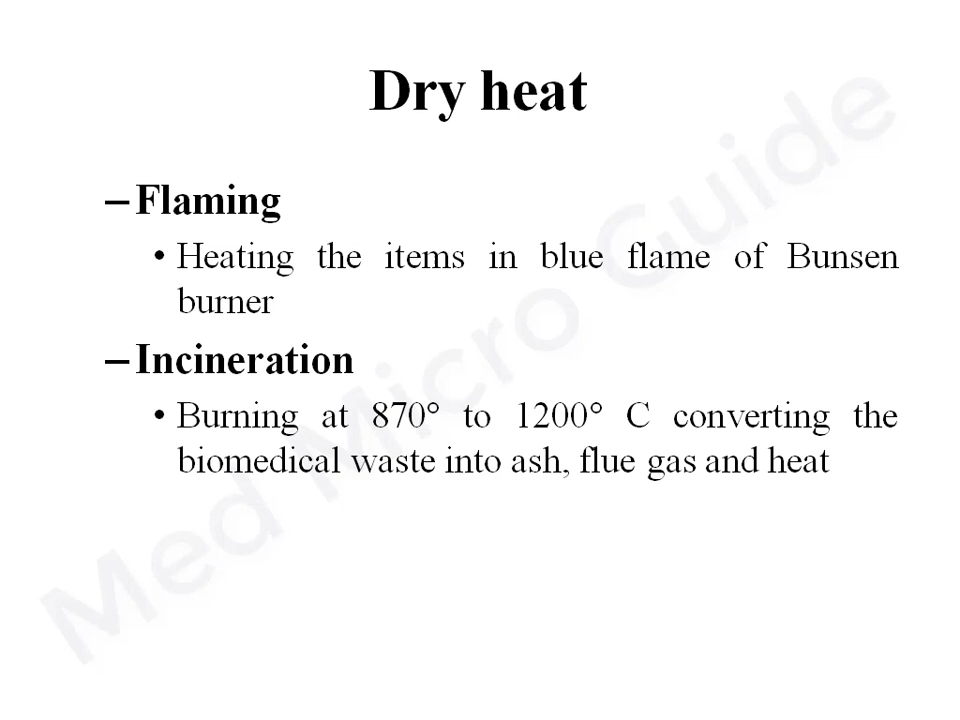 Dry heat
– Flaming
• Heating the items in blue flame of Bunsen
burner
– Incineration
• Burning at 870° to 1200° C converting the
biomedical waste into ash, flue gas and heat
Med Micro Guide